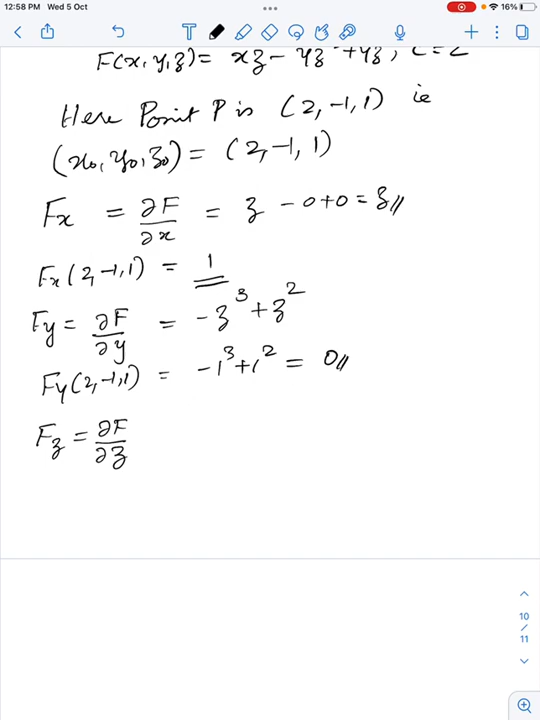 12:58 PM Wed 5 Oct
16%
F(x, y, z) = xz - yz + yz, c = 2
Here Point P is (2, -1, 1) ie
(x₀, y₀, z₀) = (2, -1, 1)
Fx = ∂F/∂x = z - 0 + 0 = z //
Fx(2, -1, 1) = 1
Fy = ∂F/∂y = -z³ + z²
Fy(2, -1, 1) = -1³ + 1² = 0 //
Fz = ∂F/∂z
10 / 11